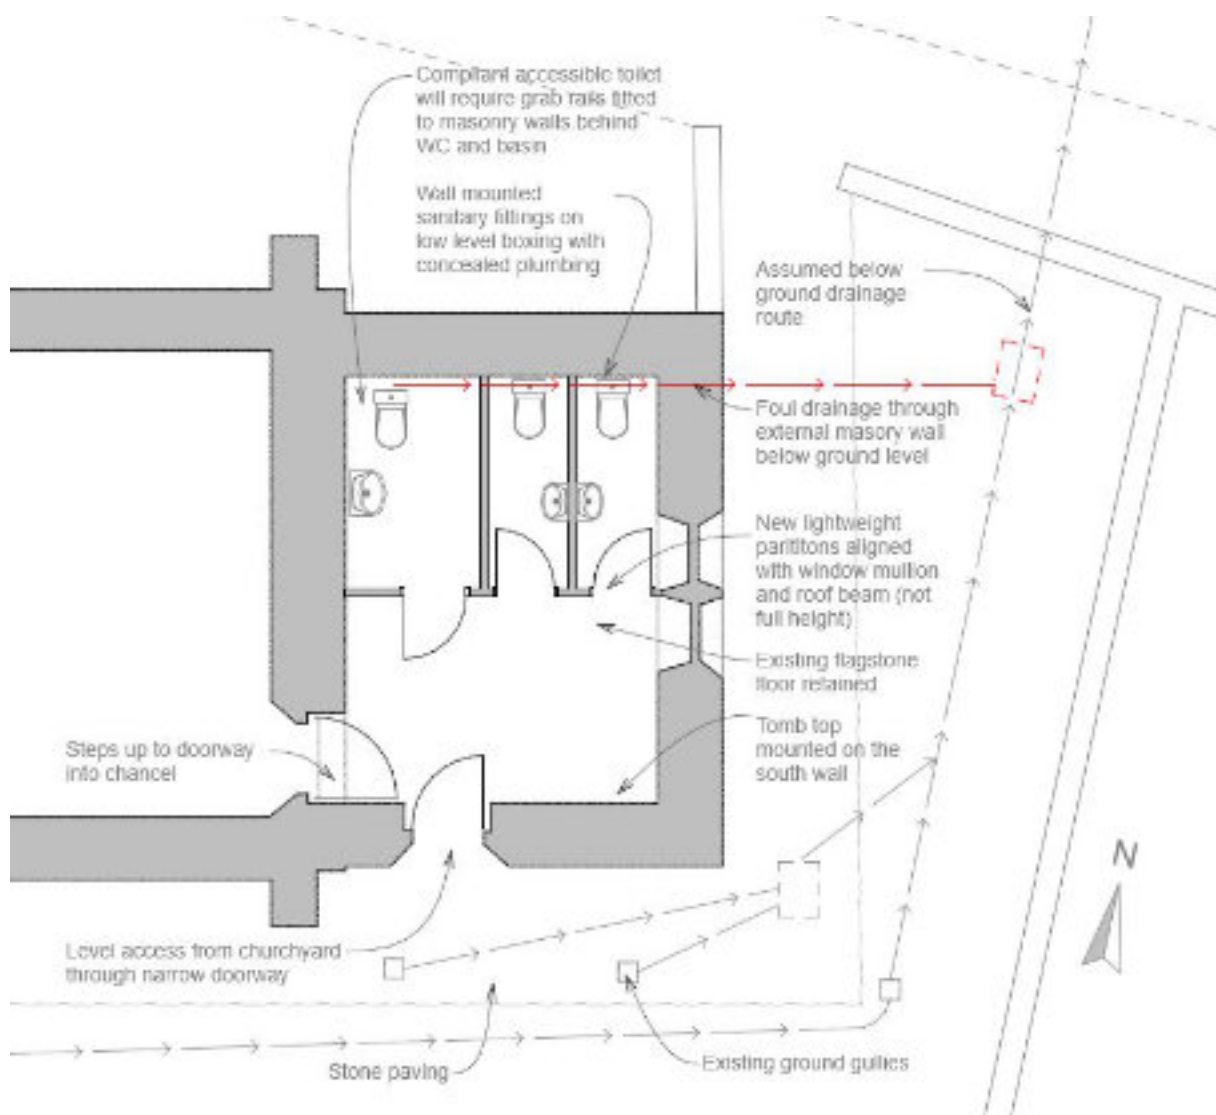 Compliant accessible toilet
will require grab rails fitted
to masonry walls behind
WC and basin
Wall mounted
sanitary fittings on
low level boxing with
concealed plumbing
Assumed below
ground drainage
route
Foul drainage through
external masory wall
below ground level
New lightweight
parititons aligned
with window mullion
and roof beam (not
full height)
Existing flagstone
floor retained
Tomb top
mounted on the
south wall
Steps up to doorway
into chancel
N
Level access from churchyard
through narrow doorway
Stone paving
Existing ground gullies